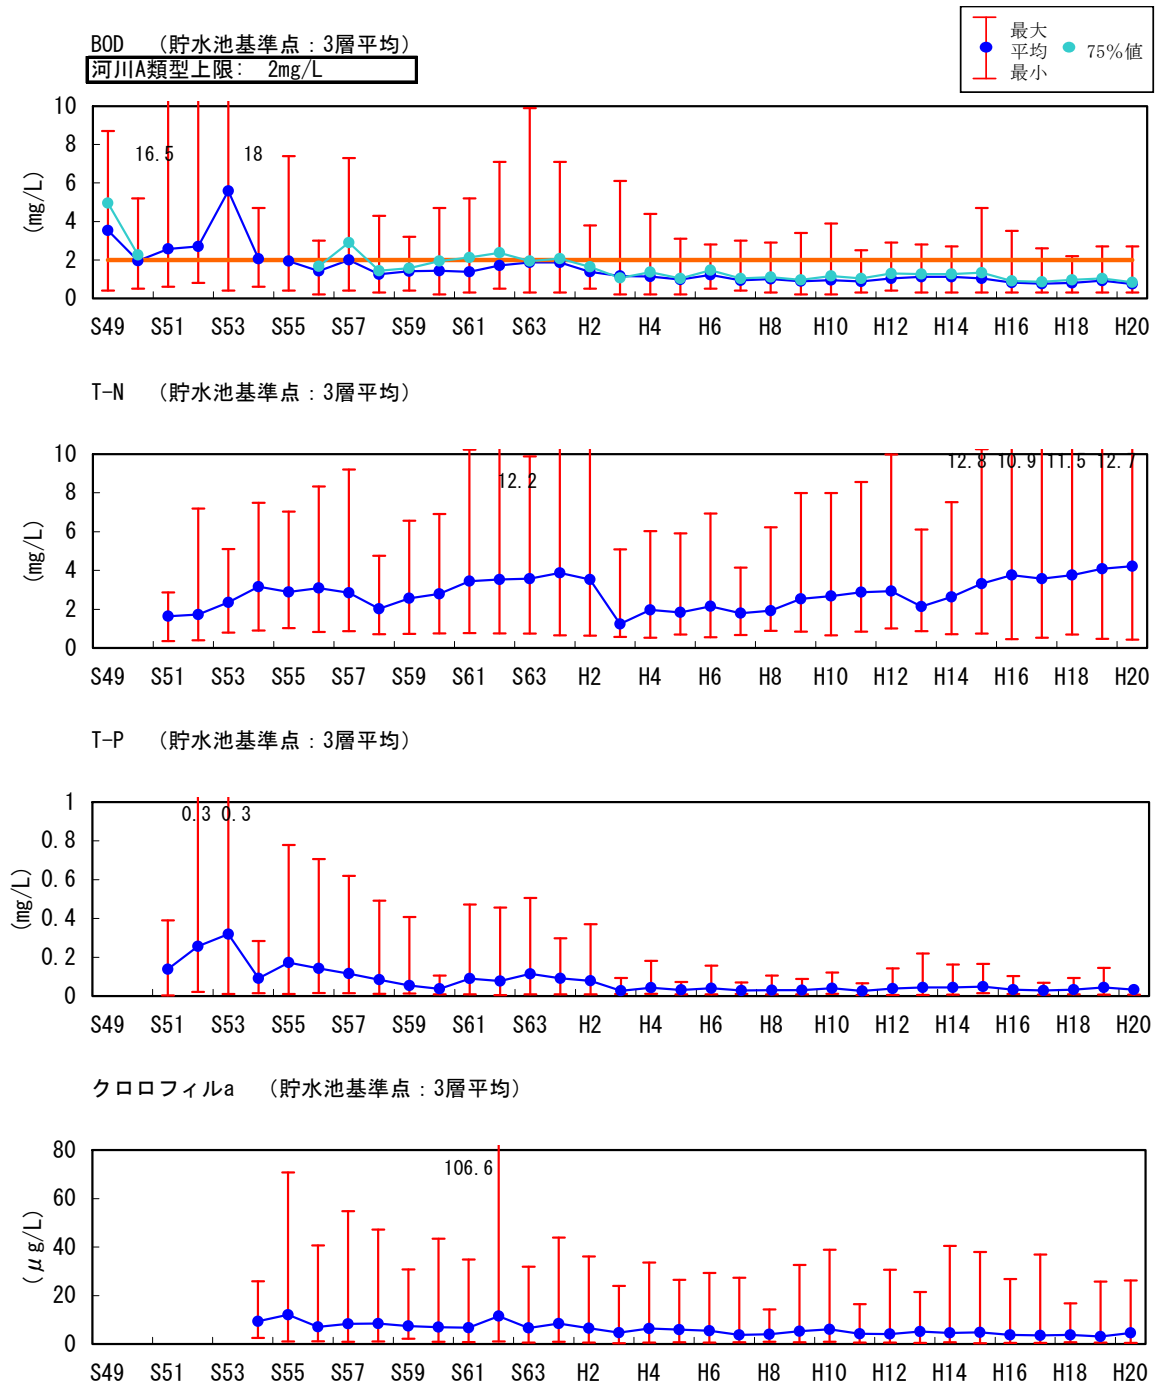 最大
平均
最小
75%値
BOD （貯水池基準点：3層平均）
河川A類型上限： 2mg/L
(mg/L)
10
8
6
4
2
0
16.5
18
S49 S51 S53 S55 S57 S59 S61 S63 H2 H4 H6 H8 H10 H12 H14 H16 H18 H20
T-N （貯水池基準点：3層平均）
(mg/L)
10
8
6
4
2
0
12.2
12.8 10.9 11.5 12.7
S49 S51 S53 S55 S57 S59 S61 S63 H2 H4 H6 H8 H10 H12 H14 H16 H18 H20
T-P （貯水池基準点：3層平均）
(mg/L)
1
0.8
0.6
0.4
0.2
0
0.3 0.3
S49 S51 S53 S55 S57 S59 S61 S63 H2 H4 H6 H8 H10 H12 H14 H16 H18 H20
クロロフィルa （貯水池基準点：3層平均）
(μg/L)
80
60
40
20
0
106.6
S49 S51 S53 S55 S57 S59 S61 S63 H2 H4 H6 H8 H10 H12 H14 H16 H18 H20